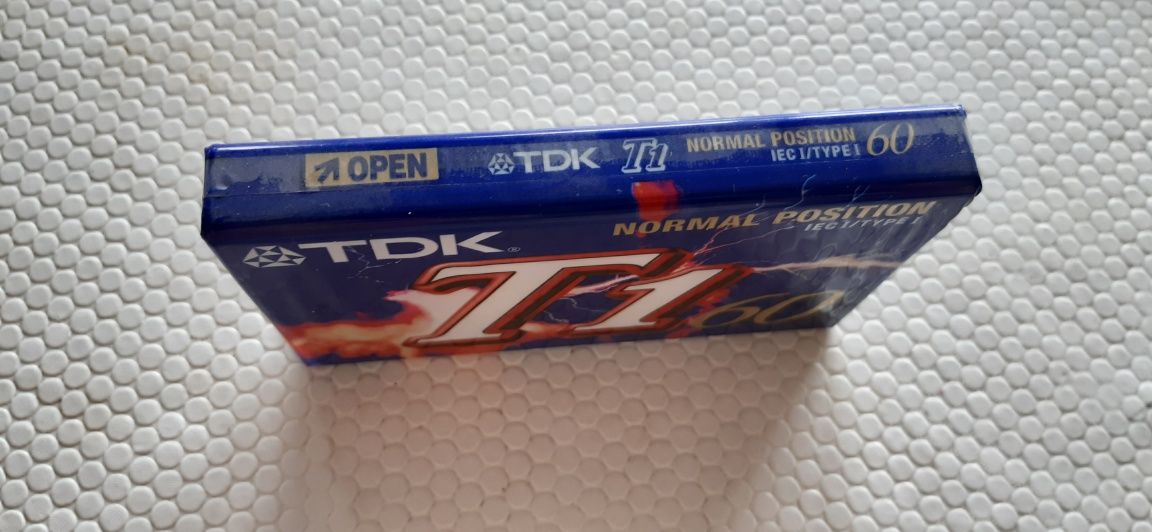 OPEN
TDK T1 NORMAL POSITION 60
IEC I/TYPE I
NORMAL POSITION
IEC I/TYPE I
TDK®
T1 60